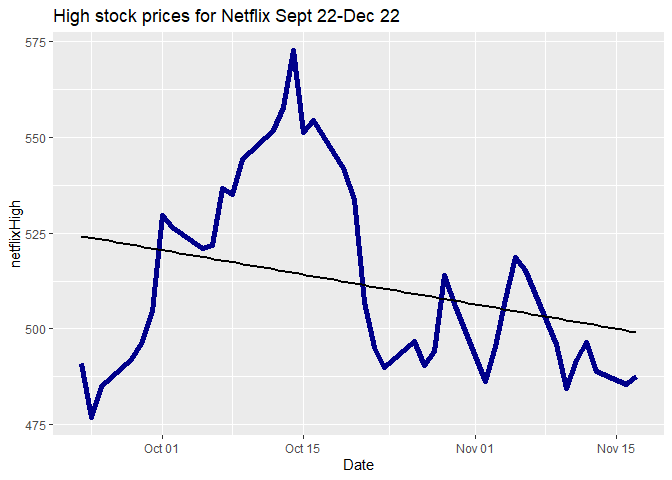 High stock prices for Netflix Sept 22-Dec 22
575
550
525
500
475
netflixHigh
Oct 01 Oct 15 Nov 01 Nov 15
Date